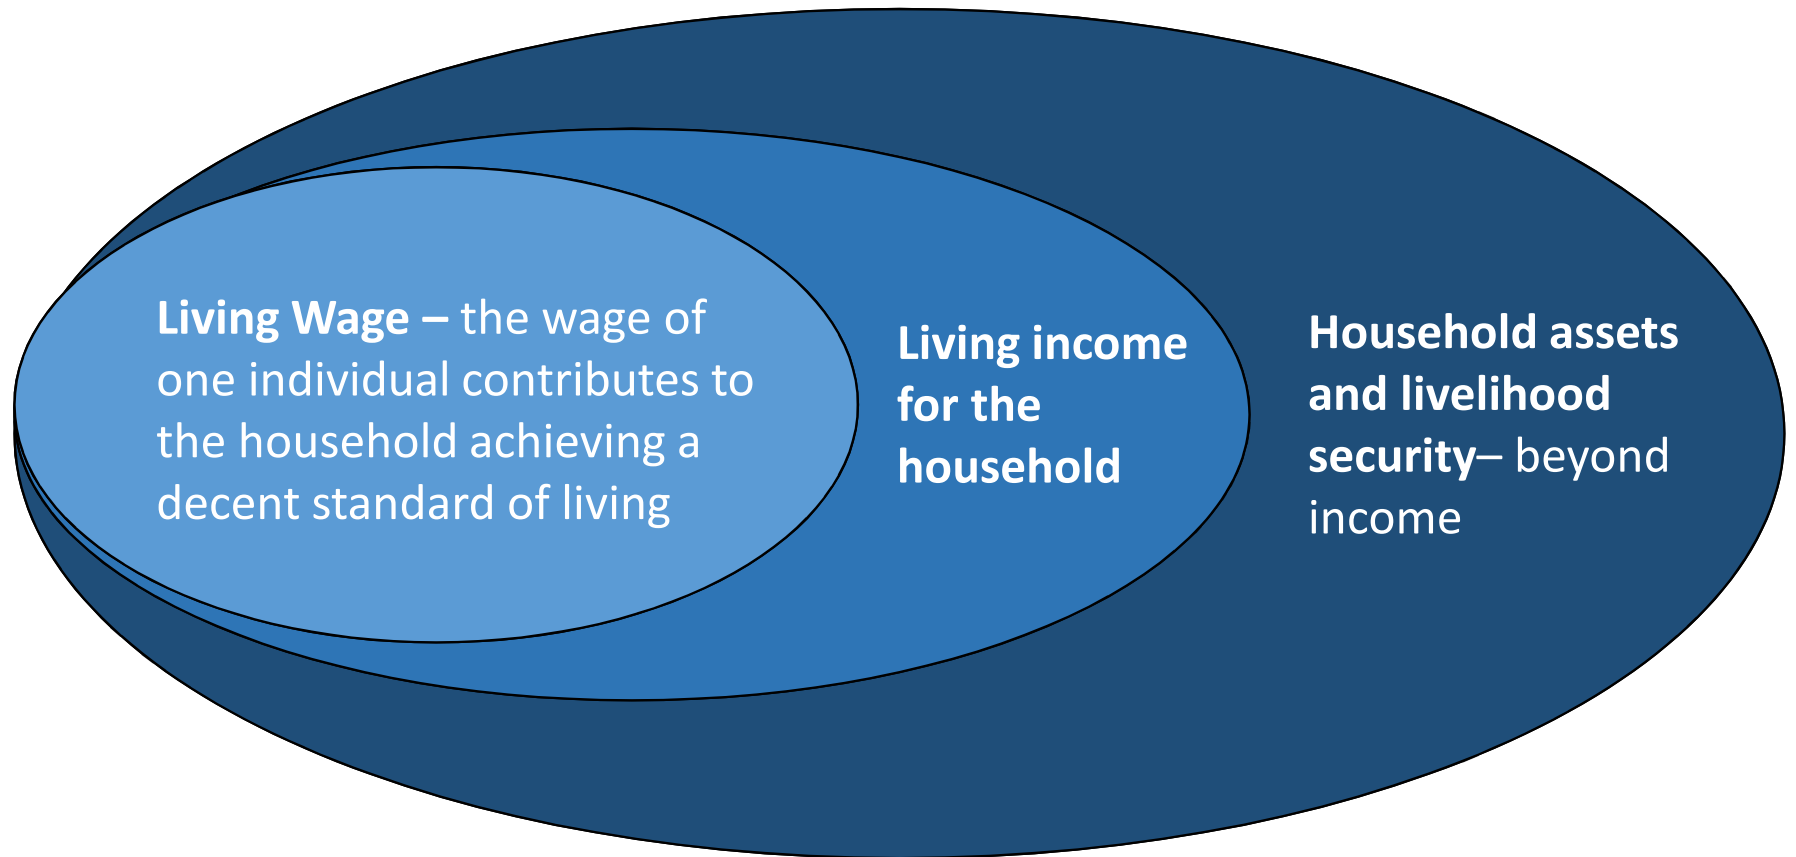 Living Wage – the wage of
one individual contributes to
the household achieving a
decent standard of living
Living income
for the
household
Household assets
and livelihood
security– beyond
income